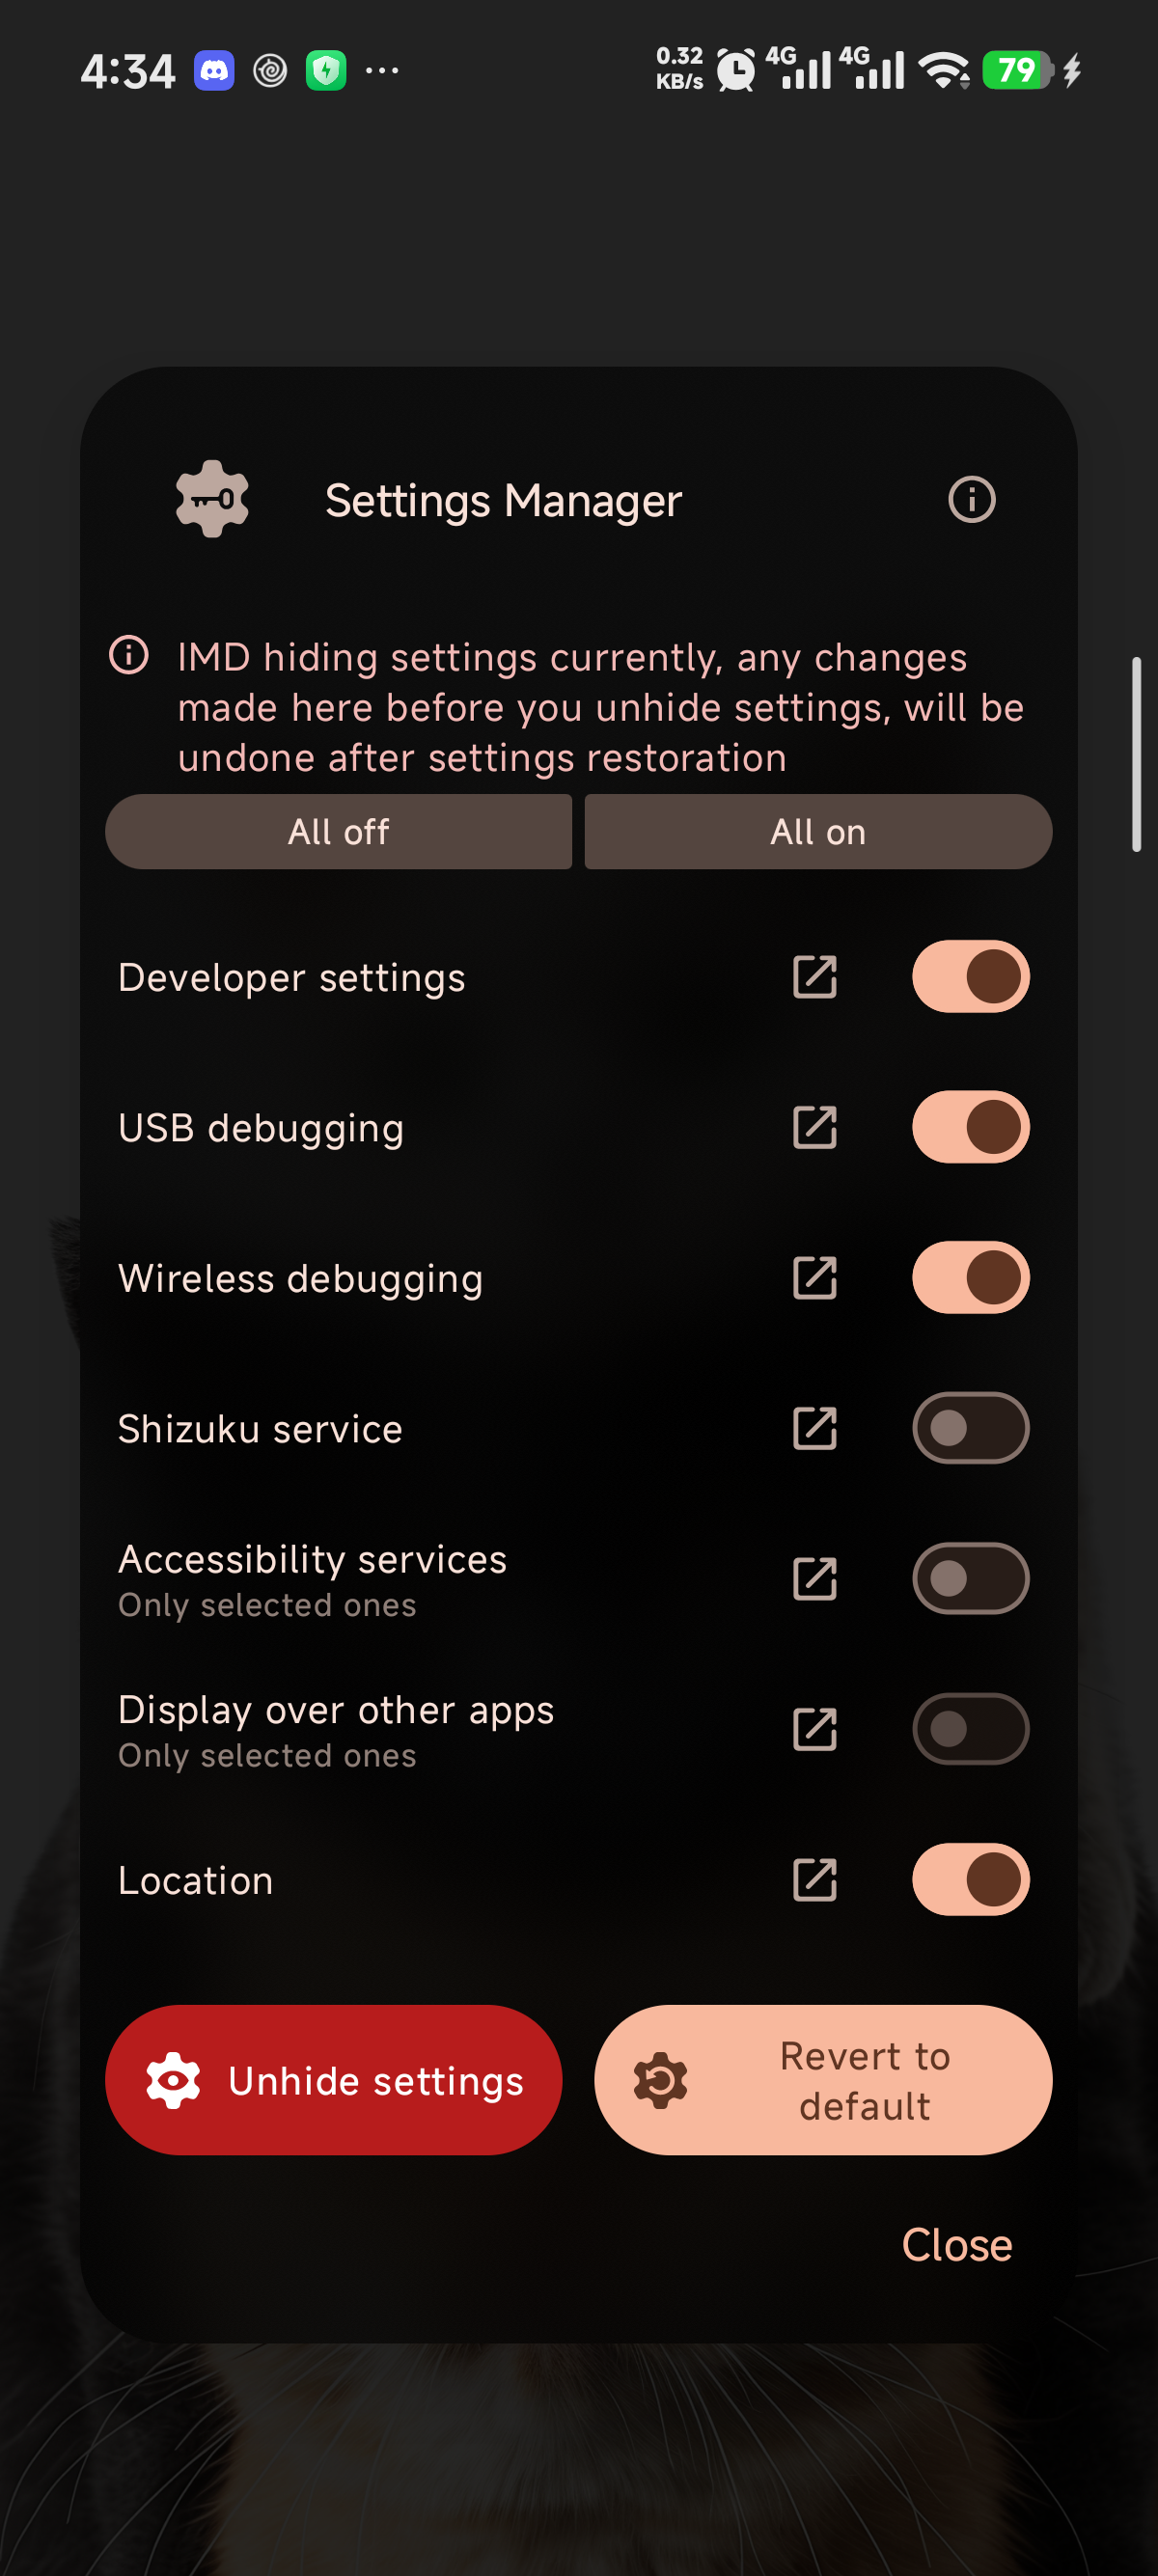 4:34
0.32
KB/s
4G
4G
79
Settings Manager
IMD hiding settings currently, any changes
made here before you unhide settings, will be
undone after settings restoration
All off
All on
Developer settings
USB debugging
Wireless debugging
Shizuku service
Accessibility services
Only selected ones
Display over other apps
Only selected ones
Location
Unhide settings
Revert to
default
Close